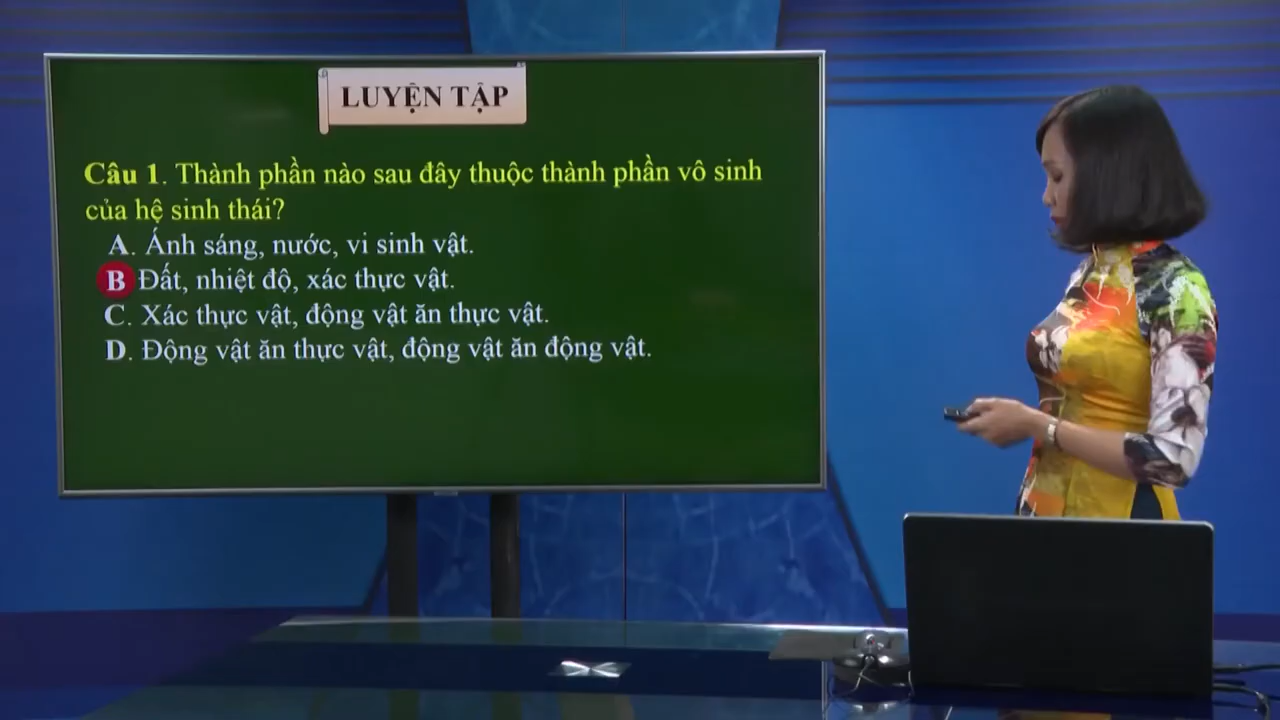 LUYỆN TẬP
Câu 1. Thành phần nào sau đây thuộc thành phần vô sinh
của hệ sinh thái?
A. Ánh sáng, nước, vi sinh vật.
B Đất, nhiệt độ, xác thực vật.
C. Xác thực vật, động vật ăn thực vật.
D. Động vật ăn thực vật, động vật ăn động vật.